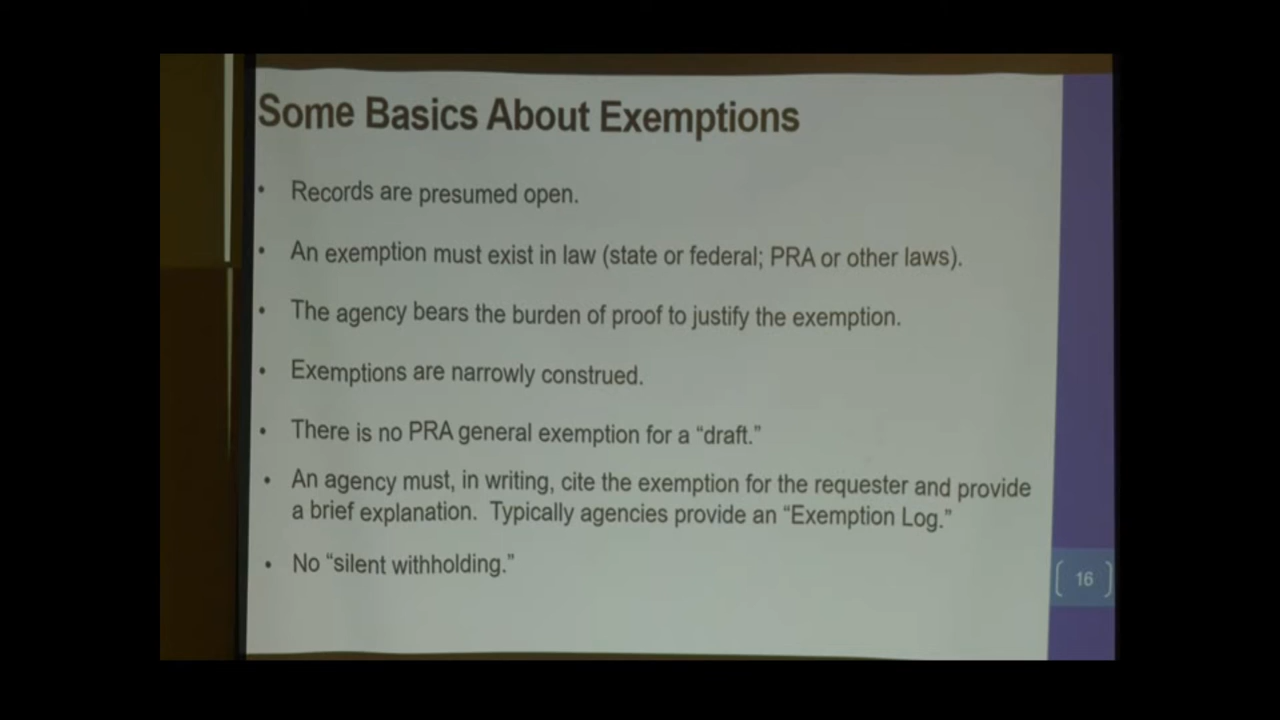 Some Basics About Exemptions
• Records are presumed open.
• An exemption must exist in law (state or federal; PRA or other laws).
• The agency bears the burden of proof to justify the exemption.
• Exemptions are narrowly construed.
• There is no PRA general exemption for a “draft.”
• An agency must, in writing, cite the exemption for the requester and provide
a brief explanation. Typically agencies provide an “Exemption Log.”
• No “silent withholding.”
16